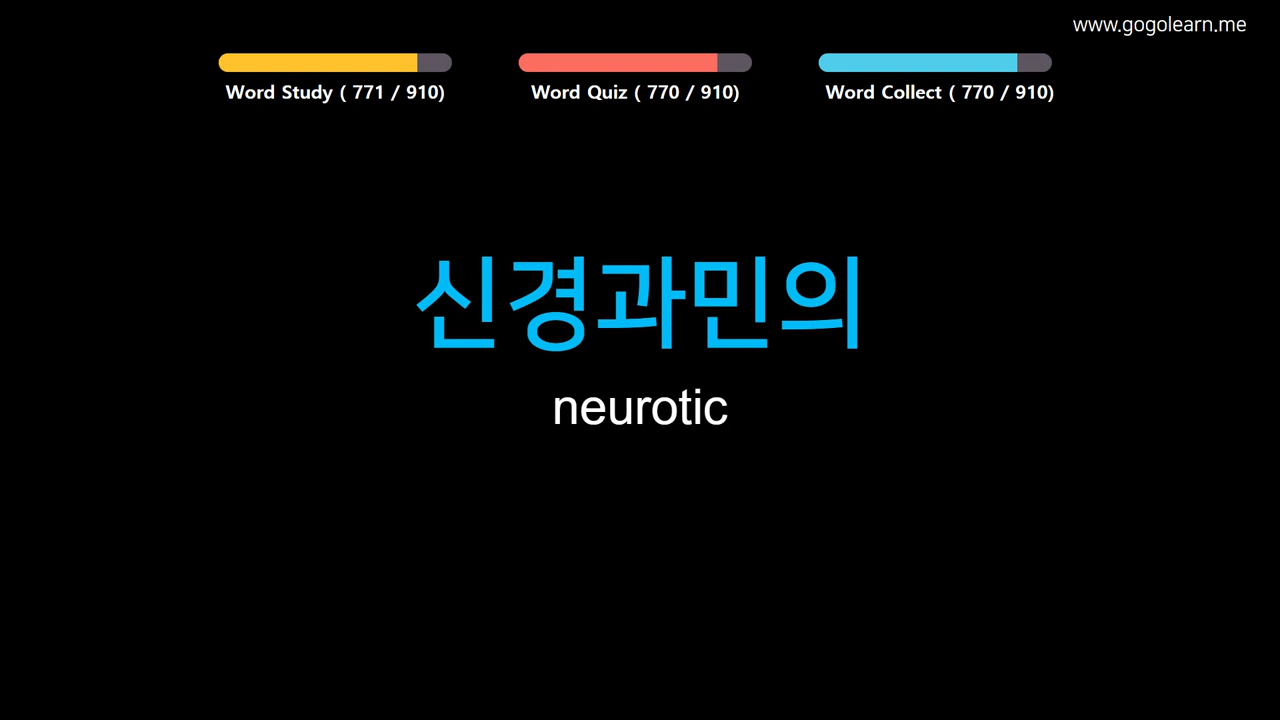 www.gogolearn.me
Word Study ( 771 / 910)
Word Quiz ( 770 / 910)
Word Collect ( 770 / 910)
신경과민의
neurotic